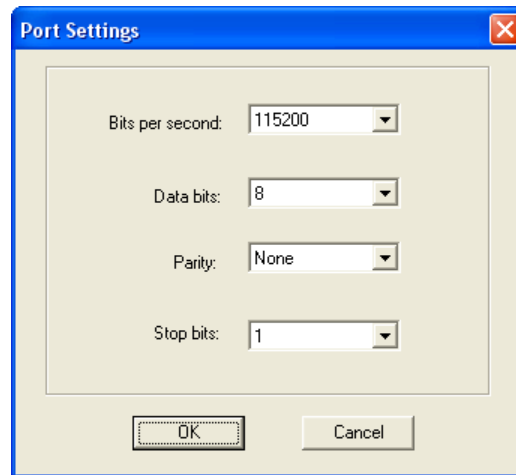 Port Settings
Bits per second: 115200
Data bits: 8
Parity: None
Stop bits: 1
OK Cancel